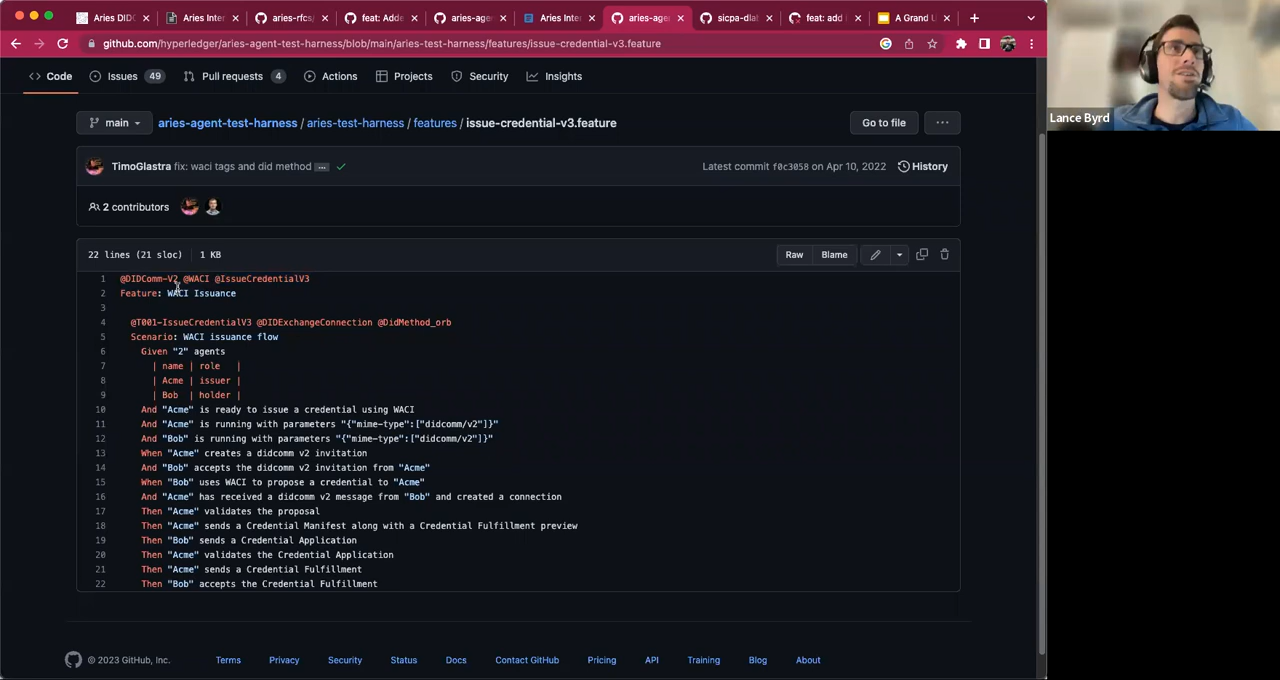 Aries DIDC
Aries Inter
aries-rfcs/
feat: Adde
aries-agen
Aries Inter
aries-agen
sicpa-dlab
feat: add l
A Grand U
github.com/hyperledger/aries-agent-test-harness/blob/main/aries-test-harness/features/issue-credential-v3.feature
Code
Issues 49
Pull requests 4
Actions
Projects
Security
Insights
main
aries-agent-test-harness / aries-test-harness / features / issue-credential-v3.feature
Go to file
...
TimoGlastra fix: waci tags and did method ...
Latest commit f0c3058 on Apr 10, 2022
History
2 contributors
22 lines (21 sloc) 1 KB
Raw
Blame
1 @DIDComm-V2 @WACI @IssueCredentialV3
2 Feature: WACI Issuance
3
4 @T001-IssueCredentialV3 @DIDExchangeConnection @DidMethod_orb
5 Scenario: WACI issuance flow
6 Given "2" agents
7 | name | role |
8 | Acme | issuer |
9 | Bob | holder |
10 And "Acme" is ready to issue a credential using WACI
11 And "Acme" is running with parameters "{"mime-type":["didcomm/v2"]}"
12 And "Bob" is running with parameters "{"mime-type":["didcomm/v2"]}"
13 When "Acme" creates a didcomm v2 invitation
14 And "Bob" accepts the didcomm v2 invitation from "Acme"
15 When "Bob" uses WACI to propose a credential to "Acme"
16 And "Acme" has received a didcomm v2 message from "Bob" and created a connection
17 Then "Acme" validates the proposal
18 Then "Acme" sends a Credential Manifest along with a Credential Fulfillment preview
19 Then "Bob" sends a Credential Application
20 Then "Acme" validates the Credential Application
21 Then "Acme" sends a Credential Fulfillment
22 Then "Bob" accepts the Credential Fulfillment
© 2023 GitHub, Inc.
Terms
Privacy
Security
Status
Docs
Contact GitHub
Pricing
API
Training
Blog
About
Lance Byrd